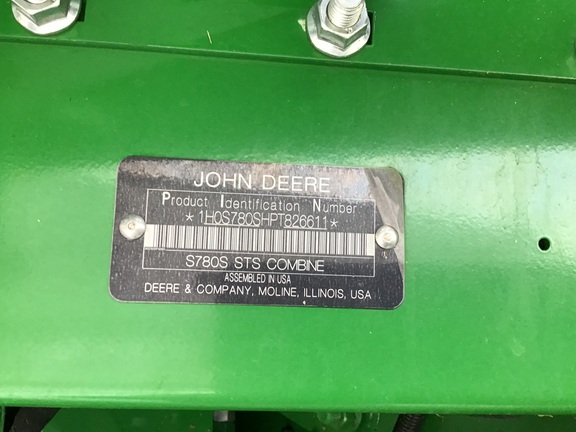 JOHN DEERE
Product Identification Number
*1H0S780SHPT826611*
S780S STS COMBINE
ASSEMBLED IN USA
DEERE & COMPANY, MOLINE, ILLINOIS, USA